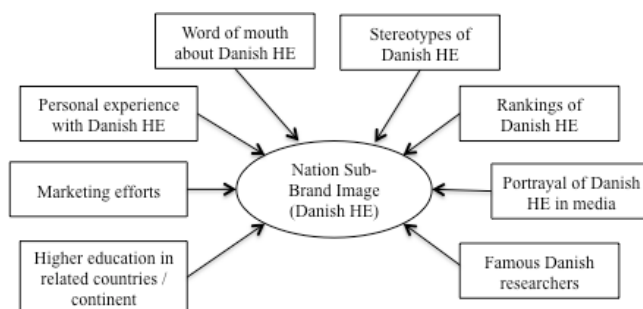 Word of mouth
about Danish HE
Stereotypes of
Danish HE
Personal experience
with Danish HE
Rankings of
Danish HE
Nation Sub-
Brand Image
(Danish HE)
Marketing efforts
Portrayal of Danish
HE in media
Higher education in
related countries /
continent
Famous Danish
researchers